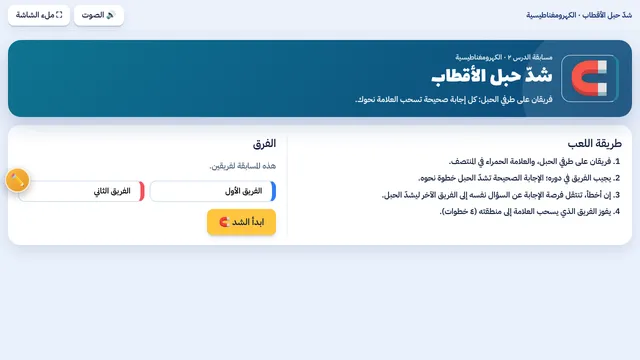 شدّ حبل الأقطاب · الكهرومغناطيسية
🔊 الصوت
⛶ ملء الشاشة
مسابقة الدرس ٢ · الكهرومغناطيسية
شدّ حبل الأقطاب
فريقان على طرفي الحبل: كل إجابة صحيحة تسحب العلامة نحوك.
طريقة اللعب
1. فريقان على طرفي الحبل، والعلامة الحمراء في المنتصف.
2. يجيب الفريق في دوره؛ الإجابة الصحيحة تشدّ الحبل خطوة نحوه.
3. إن أخطأ، تنتقل فرصة الإجابة عن السؤال نفسه إلى الفريق الآخر ليشدّ الحبل.
4. يفوز الفريق الذي يسحب العلامة إلى منطقته (٤ خطوات).
الفرق
هذه المسابقة لفريقين.
الفريق الأول
الفريق الثاني
ابدأ الشد 🧲